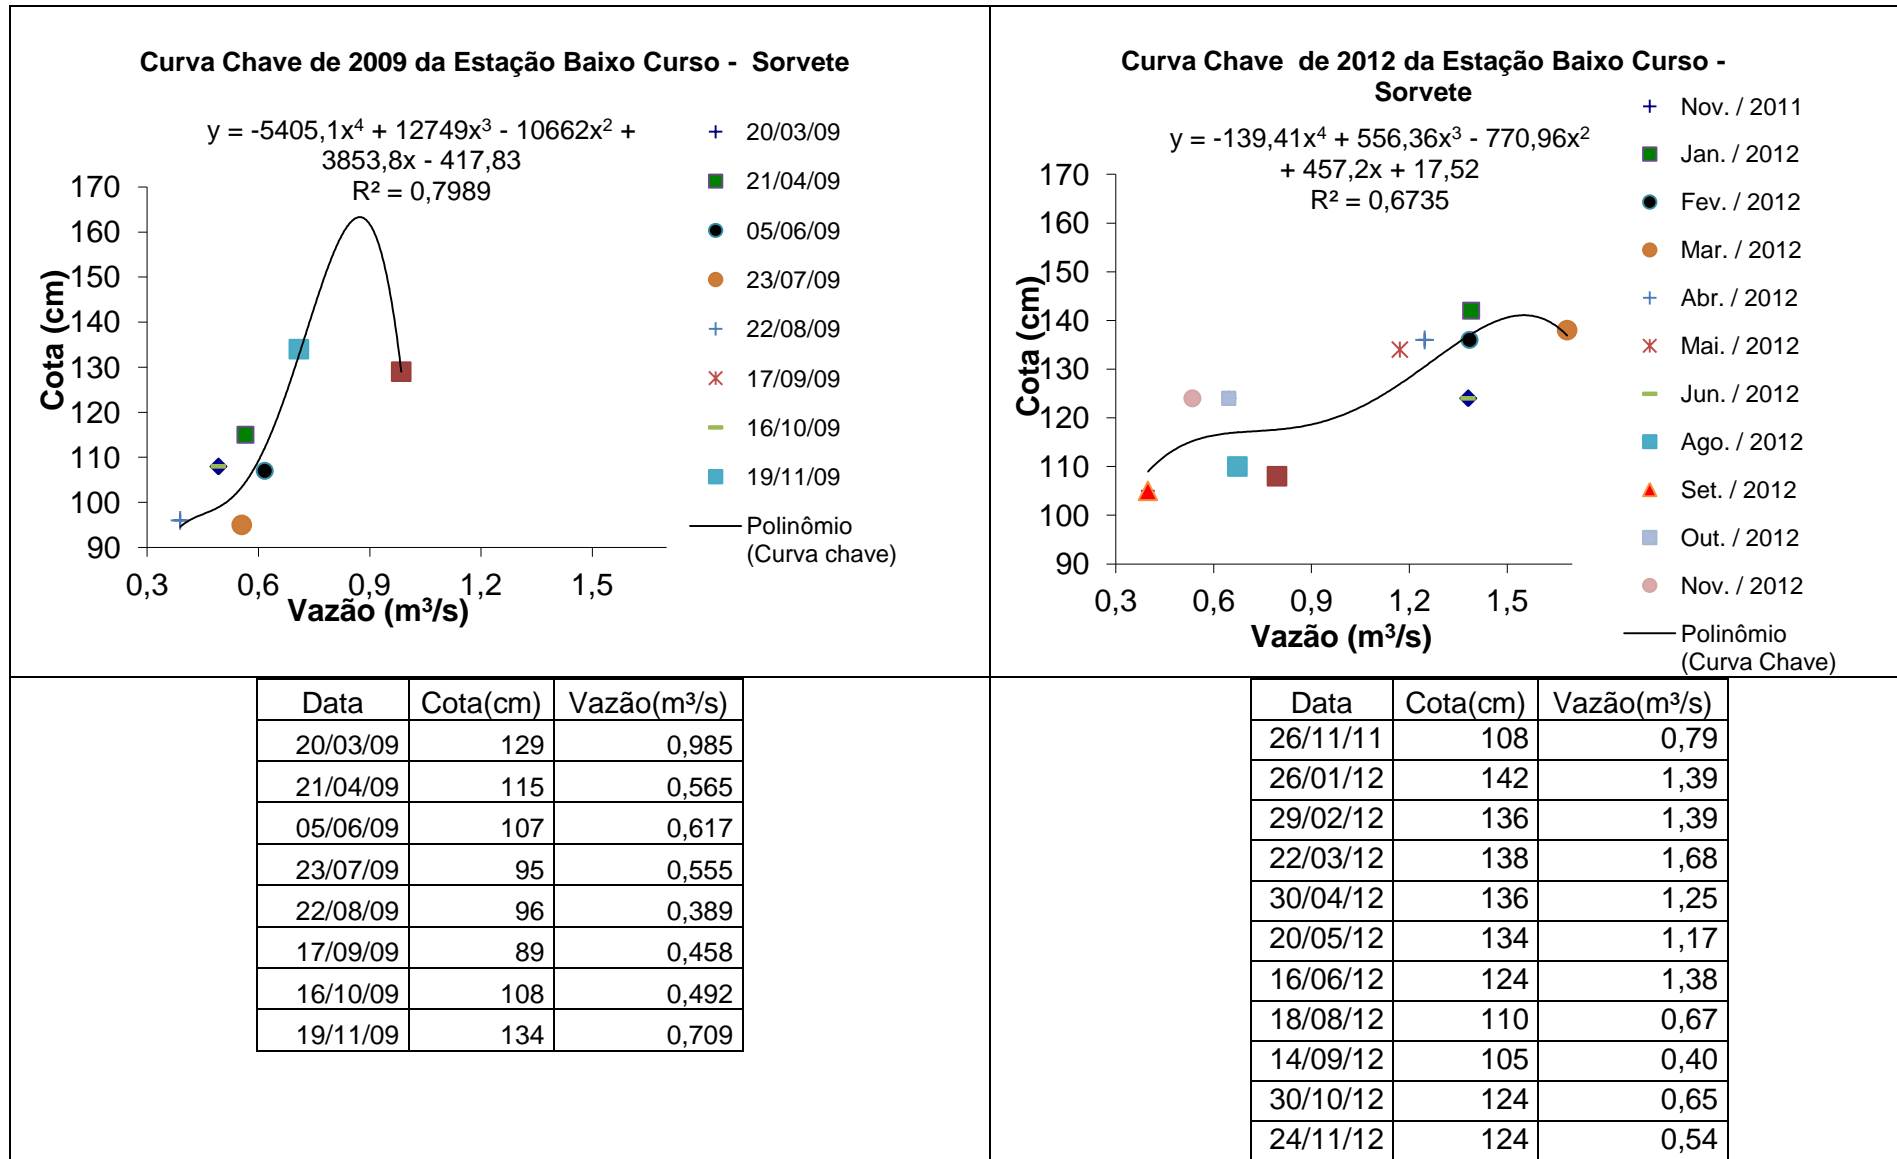 Curva Chave de 2009 da Estação Baixo Curso - Sorvete
y = -5405,1x⁴ + 12749x³ - 10662x² +
3853,8x - 417,83
R² = 0,7989
170
160
150
140
130
120
110
100
90
Cota (cm)
0,3 0,6 0,9 1,2 1,5
Vazão (m³/s)
20/03/09
21/04/09
05/06/09
23/07/09
22/08/09
17/09/09
16/10/09
19/11/09
Polinômio
(Curva chave)
Curva Chave de 2012 da Estação Baixo Curso -
Sorvete
y = -139,41x⁴ + 556,36x³ - 770,96x²
+ 457,2x + 17,52
R² = 0,6735
170
160
150
140
130
120
110
100
90
Cota (cm)
0,3 0,6 0,9 1,2 1,5
Vazão (m³/s)
Nov. / 2011
Jan. / 2012
Fev. / 2012
Mar. / 2012
Abr. / 2012
Mai. / 2012
Jun. / 2012
Ago. / 2012
Set. / 2012
Out. / 2012
Nov. / 2012
Polinômio
(Curva Chave)
Data Cota(cm) Vazão(m³/s)
20/03/09 129 0,985
21/04/09 115 0,565
05/06/09 107 0,617
23/07/09 95 0,555
22/08/09 96 0,389
17/09/09 89 0,458
16/10/09 108 0,492
19/11/09 134 0,709
Data Cota(cm) Vazão(m³/s)
26/11/11 108 0,79
26/01/12 142 1,39
29/02/12 136 1,39
22/03/12 138 1,68
30/04/12 136 1,25
20/05/12 134 1,17
16/06/12 124 1,38
18/08/12 110 0,67
14/09/12 105 0,40
30/10/12 124 0,65
24/11/12 124 0,54